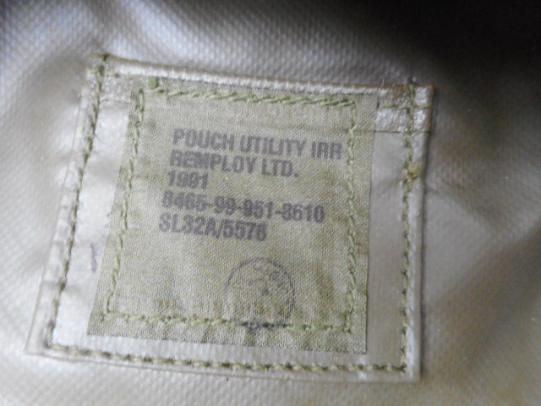 POUCH UTILITY IRR
REMPLOY LTD.
1991
8465-99-951-8610
SL32A/5576